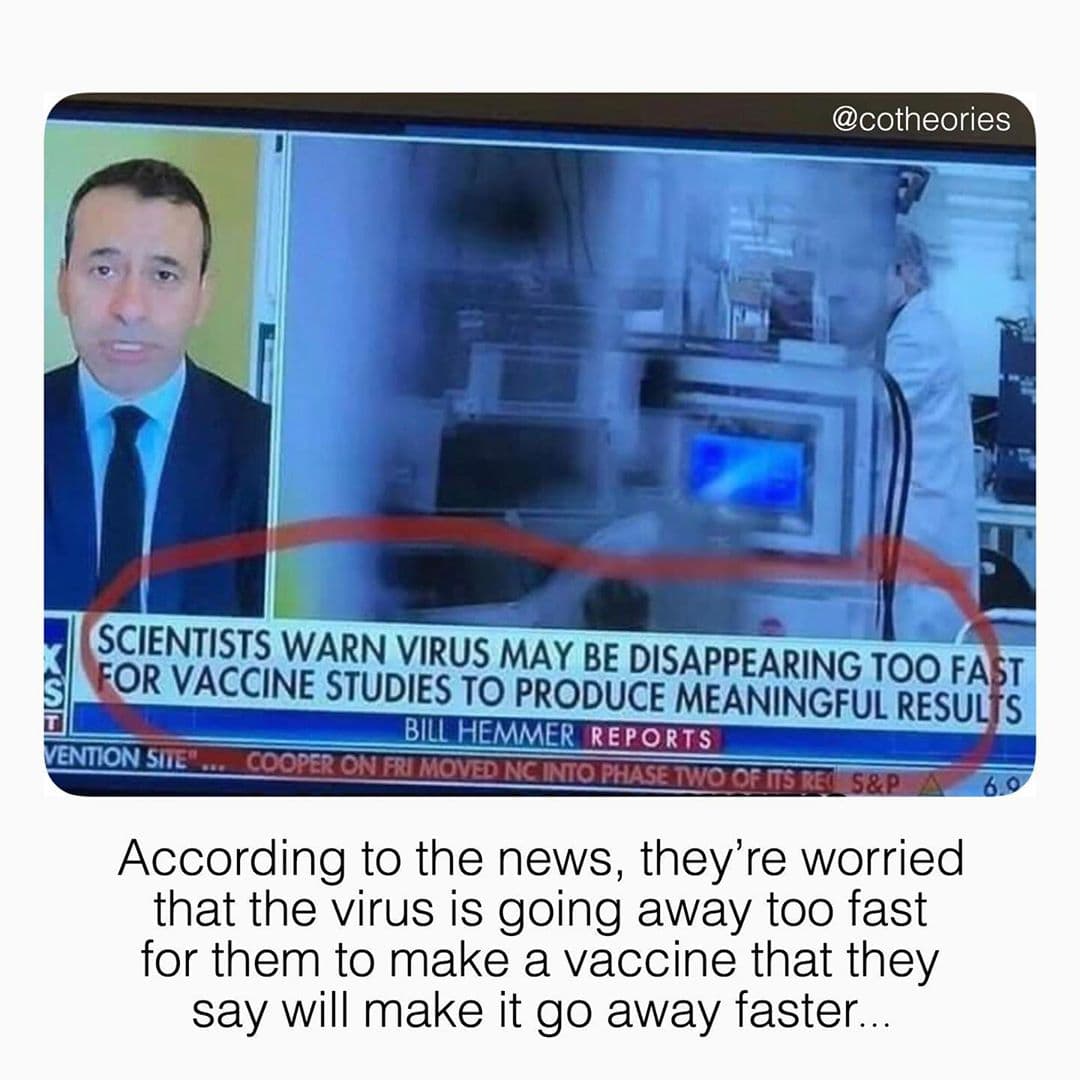 @cotheories
SCIENTISTS WARN VIRUS MAY BE DISAPPEARING TOO FAST
FOR VACCINE STUDIES TO PRODUCE MEANINGFUL RESULTS
BILL HEMMER REPORTS
VENTION SITE"... COOPER ON FRI MOVED NC INTO PHASE TWO OF ITS REC S&P 6.9
According to the news, they’re worried
that the virus is going away too fast
for them to make a vaccine that they
say will make it go away faster...